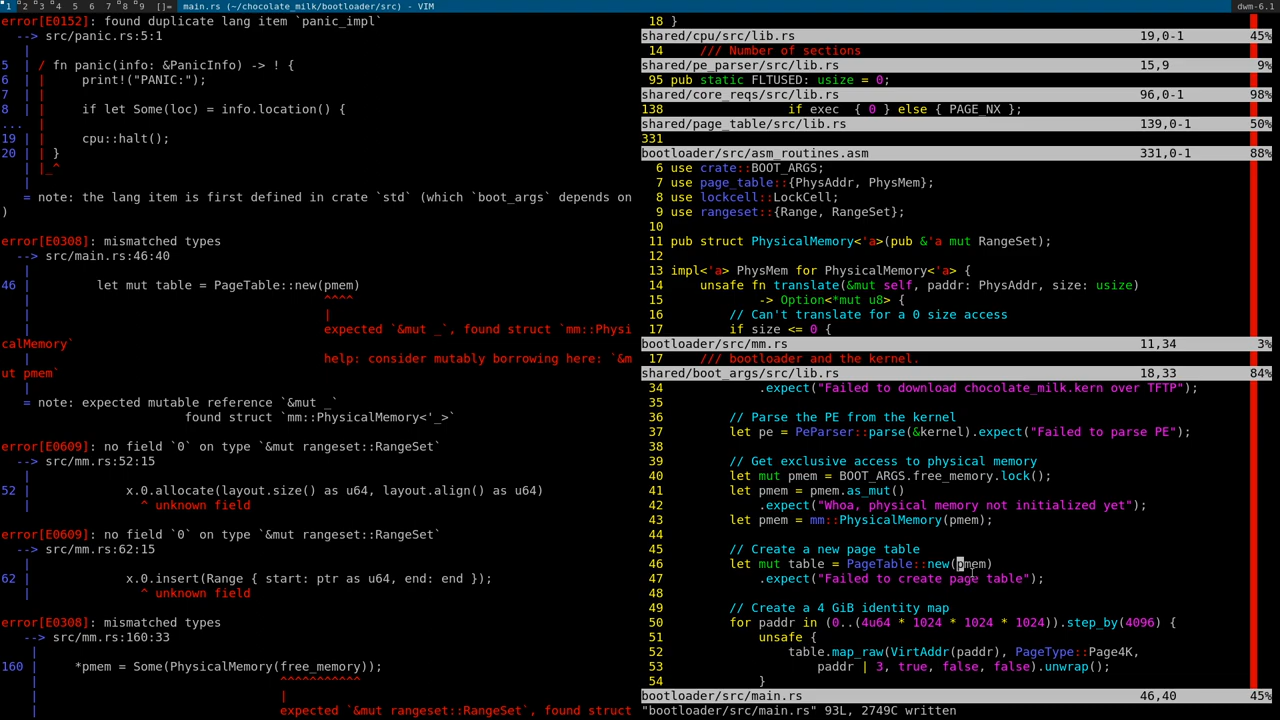 1 2 3 4 5 6 7 8 9 []= main.rs (~/chocolate_milk/bootloader/src) - VIM dwm-6.1
error[E0152]: found duplicate lang item `panic_impl`
  --> src/panic.rs:5:1
   |
5  | / fn panic(info: &PanicInfo) -> ! {
6  | |     print!("PANIC:");
7  | |
8  | |     if let Some(loc) = info.location() {
...  |
19 | |     cpu::halt();
20 | | }
   | |_^
   |
   = note: the lang item is first defined in crate `std` (which `boot_args` depends on
)
error[E0308]: mismatched types
  --> src/main.rs:46:40
   |
46 |         let mut table = PageTable::new(pmem)
   |                                        ^^^^
   |                                        |
   |                                        expected `&mut _`, found struct `mm::Physi
calMemory`
   |                                        help: consider mutably borrowing here: `&m
ut pmem`
   |
   = note: expected mutable reference `&mut _`
                         found struct `mm::PhysicalMemory<'_>`
error[E0609]: no field `0` on type `&mut rangeset::RangeSet`
  --> src/mm.rs:52:15
   |
52 |             x.0.allocate(layout.size() as u64, layout.align() as u64)
   |               ^ unknown field
error[E0609]: no field `0` on type `&mut rangeset::RangeSet`
  --> src/mm.rs:62:15
   |
62 |             x.0.insert(Range { start: ptr as u64, end: end });
   |               ^ unknown field
error[E0308]: mismatched types
   --> src/mm.rs:160:33
    |
160 |     *pmem = Some(PhysicalMemory(free_memory));
    |                                 ^^^^^^^^^^^
    |                                 |
    |                                 expected `&mut rangeset::RangeSet`, found struct
18 }
shared/cpu/src/lib.rs 19,0-1 45%
14     /// Number of sections
shared/pe_parser/src/lib.rs 15,9 9%
95 pub static FLTUSED: usize = 0;
shared/core_reqs/src/lib.rs 96,0-1 98%
138                 if exec  { 0 } else { PAGE_NX };
shared/page_table/src/lib.rs 139,0-1 50%
331
bootloader/src/asm_routines.asm 331,0-1 88%
6 use crate::BOOT_ARGS;
7 use page_table::{PhysAddr, PhysMem};
8 use lockcell::LockCell;
9 use rangeset::{Range, RangeSet};
10
11 pub struct PhysicalMemory<'a>(pub &'a mut RangeSet);
12
13 impl<'a> PhysMem for PhysicalMemory<'a> {
14     unsafe fn translate(&mut self, paddr: PhysAddr, size: usize)
15             -> Option<*mut u8> {
16         // Can't translate for a 0 size access
17         if size <= 0 {
bootloader/src/mm.rs 11,34 3%
17     /// bootloader and the kernel.
shared/boot_args/src/lib.rs 18,33 84%
34             .expect("Failed to download chocolate_milk.kern over TFTP");
35
36         // Parse the PE from the kernel
37         let pe = PeParser::parse(&kernel).expect("Failed to parse PE");
38
39         // Get exclusive access to physical memory
40         let mut pmem = BOOT_ARGS.free_memory.lock();
41         let pmem = pmem.as_mut()
42             .expect("Whoa, physical memory not initialized yet");
43         let pmem = mm::PhysicalMemory(pmem);
44
45         // Create a new page table
46         let mut table = PageTable::new(pmem)
47             .expect("Failed to create page table");
48
49         // Create a 4 GiB identity map
50         for paddr in (0..(4u64 * 1024 * 1024 * 1024)).step_by(4096) {
51             unsafe {
52                 table.map_raw(VirtAddr(paddr), PageType::Page4K,
53                     paddr | 3, true, false, false).unwrap();
54             }
bootloader/src/main.rs 46,40 45%
"bootloader/src/main.rs" 93L, 2749C written